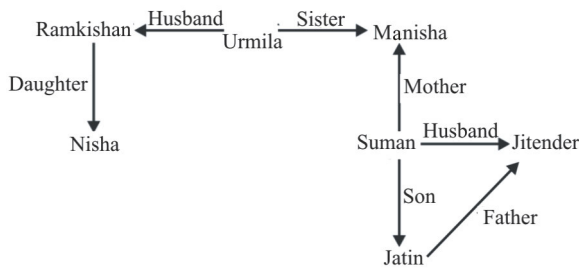 Husband Sister
Ramkishan Urmila Manisha
Daughter Mother
Nisha Suman Husband Jitender
Son
Father
Jatin